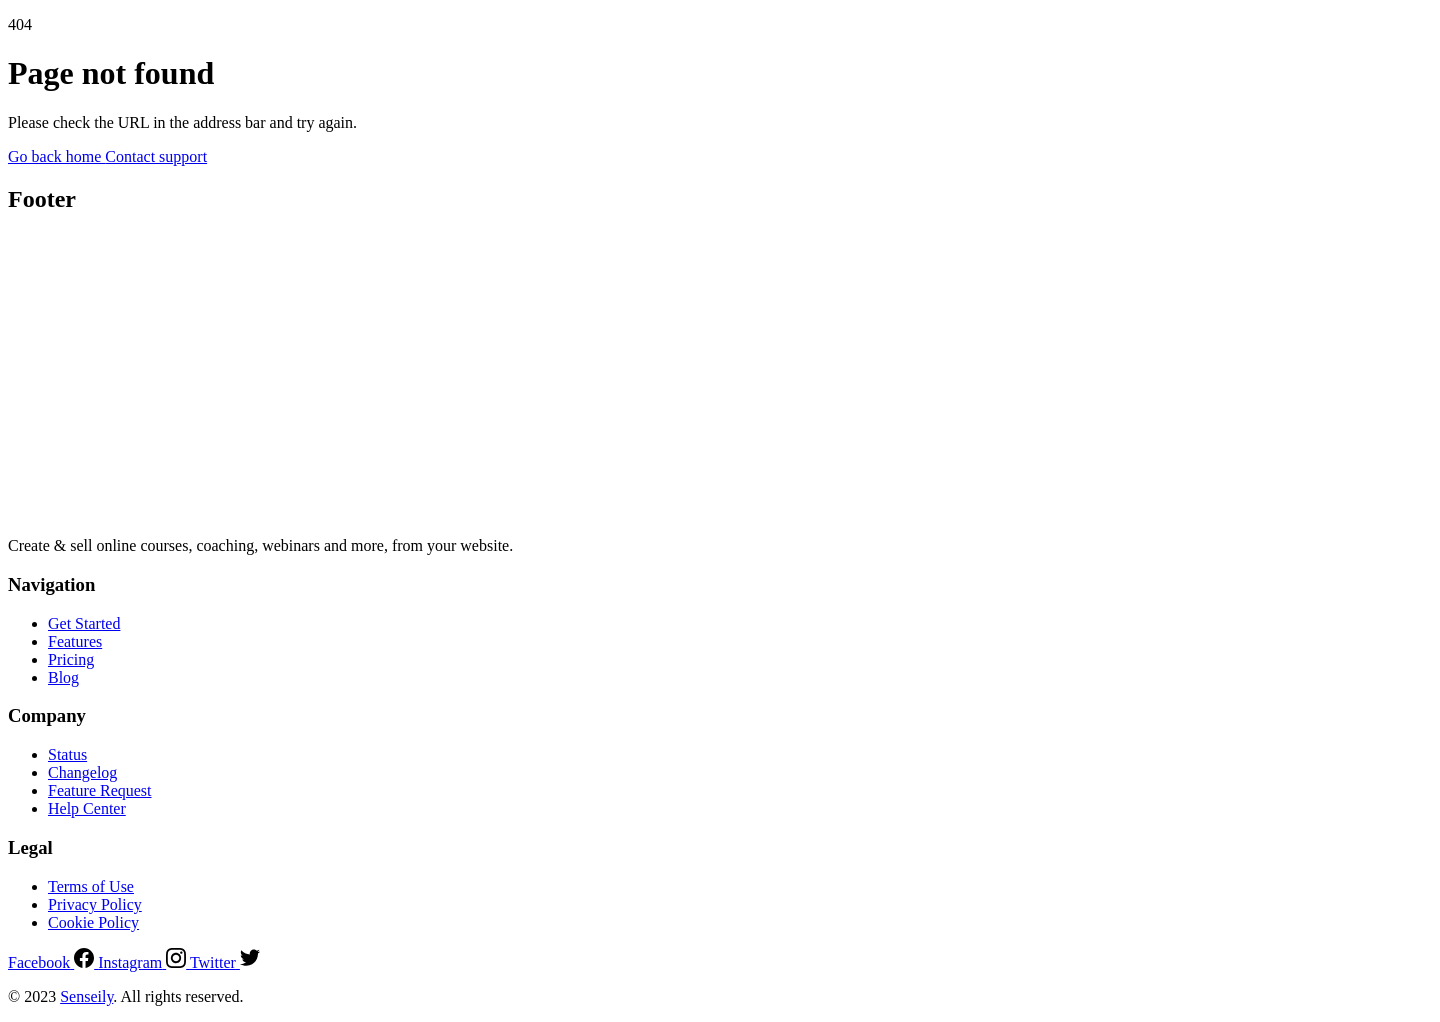 404
Page not found
Please check the URL in the address bar and try again.
Go back home Contact support
Footer
Create & sell online courses, coaching, webinars and more, from your website.
Navigation
Get Started
Features
Pricing
Blog
Company
Status
Changelog
Feature Request
Help Center
Legal
Terms of Use
Privacy Policy
Cookie Policy
Facebook Instagram Twitter
© 2023 Senseily. All rights reserved.